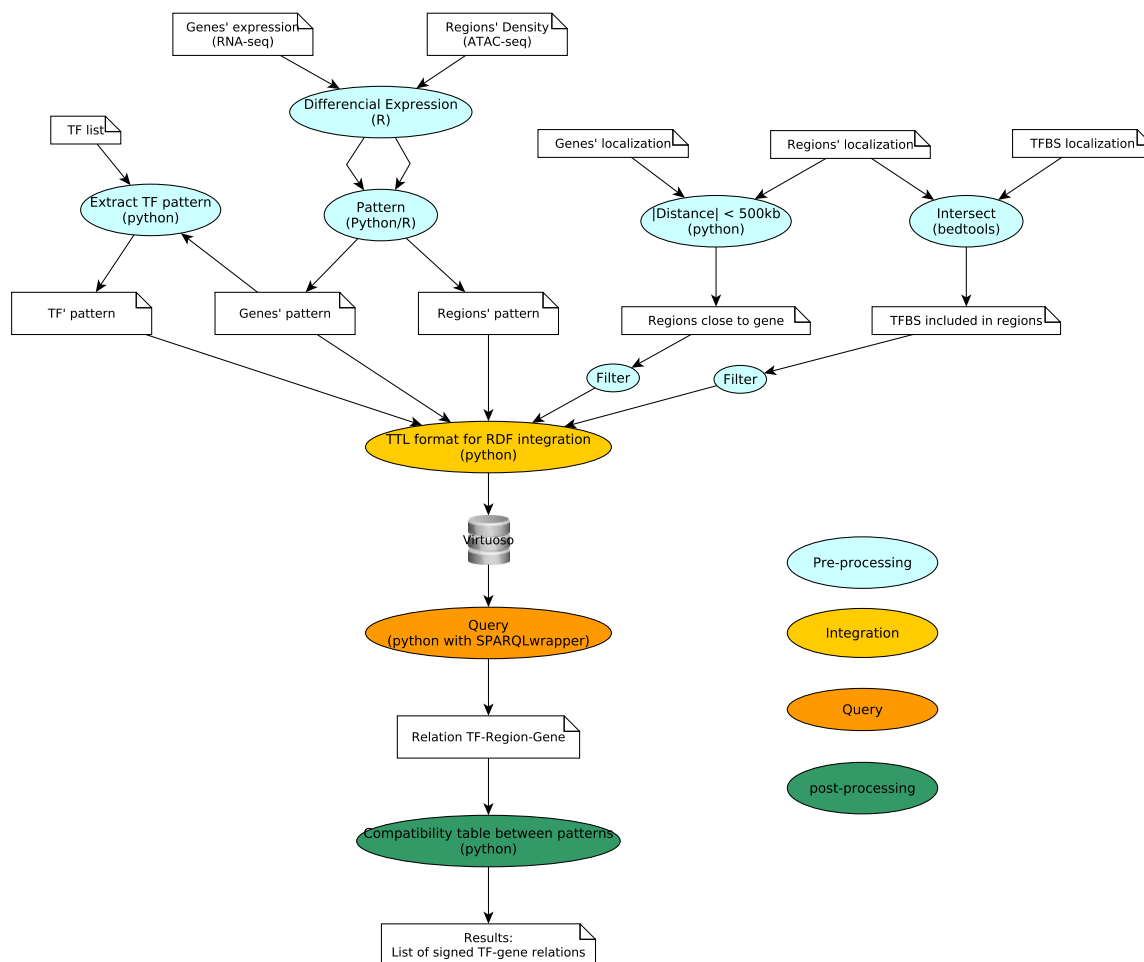 Genes' expression
(RNA-seq)
Regions' Density
(ATAC-seq)
Differencial Expression
(R)
TF list
Genes' localization
Regions' localization
TFBS localization
Extract TF pattern
(python)
Pattern
(Python/R)
|Distance| < 500kb
(python)
Intersect
(bedtools)
TF' pattern
Genes' pattern
Regions' pattern
Regions close to gene
TFBS included in regions
Filter
Filter
TTL format for RDF integration
(python)
Virtuoso
Pre-processing
Query
(python with SPARQLwrapper)
Integration
Query
Relation TF-Region-Gene
post-processing
Compatibility table between patterns
(python)
Results:
List of signed TF-gene relations